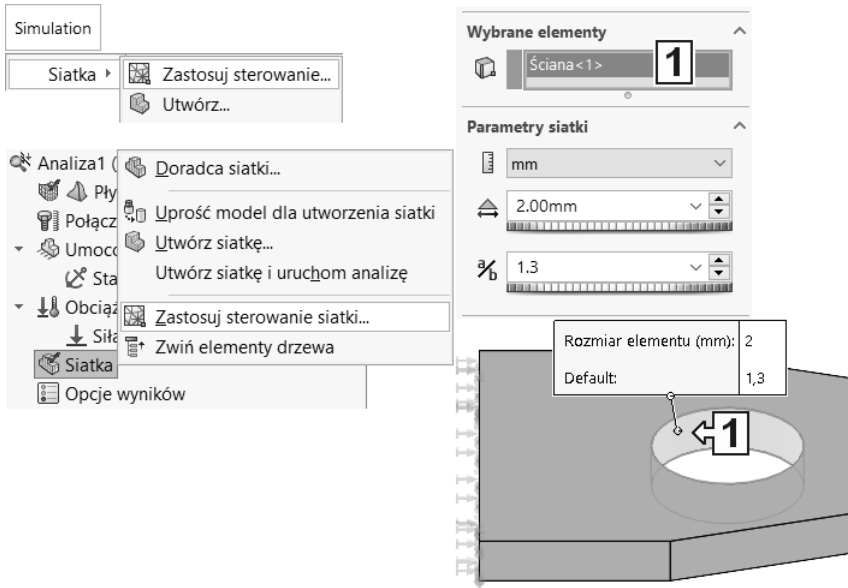 Simulation
Siatka
Zastosuj sterowanie...
Utwórz...
Analiza1 (
Pły
Połącz
Umoco
Sta
Obciąż
Siła
Siatka
Opcje wyników
Doradca siatki...
Uprość model dla utworzenia siatki
Utwórz siatkę...
Utwórz siatkę i uruchom analizę
Zastosuj sterowanie siatki...
Zwiń elementy drzewa
Wybrane elementy
Ściana<1>
1
Parametry siatki
mm
2.00mm
a/b
1.3
Rozmiar elementu (mm): 2
Default: 1,3
1